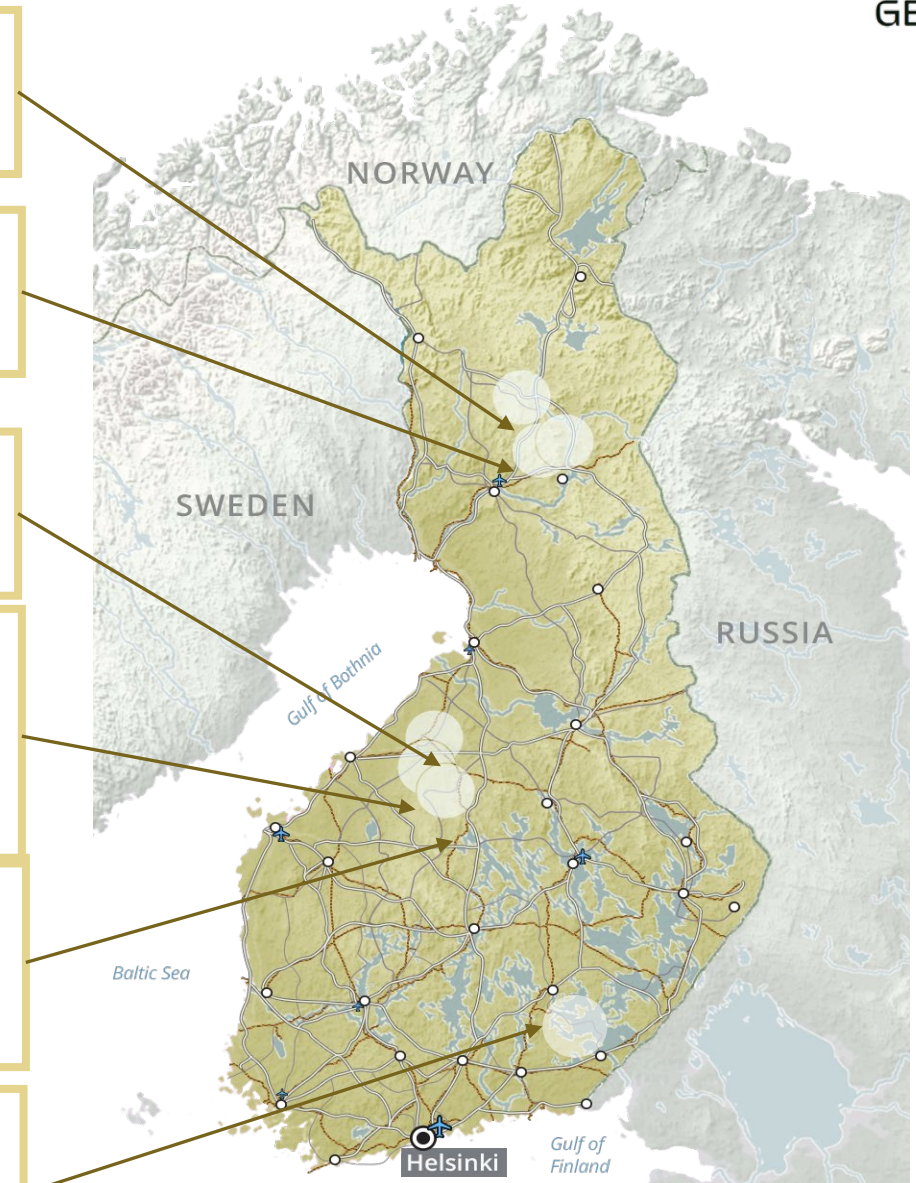 GE
NORWAY
SWEDEN
RUSSIA
Gulf of Bothnia
Baltic Sea
Gulf of
Finland
Helsinki